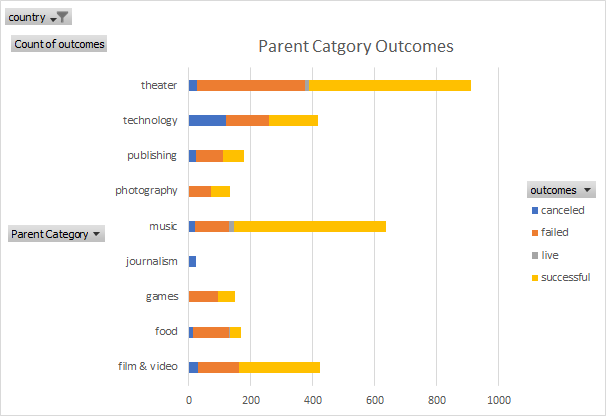 country
Count of outcomes
Parent Catgory Outcomes
theater
technology
publishing
photography
music
journalism
games
food
film & video
Parent Category
0 200 400 600 800 1000
outcomes
canceled
failed
live
successful